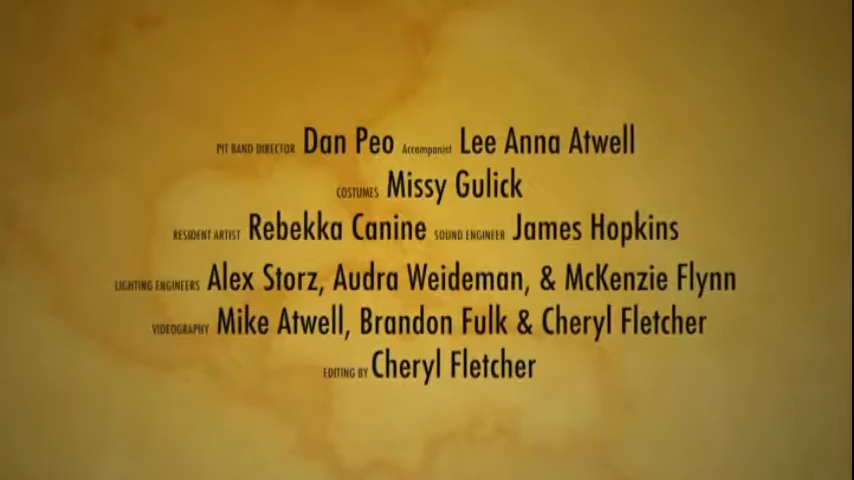 PIT BAND DIRECTOR Dan Peo Accompanist Lee Anna Atwell
COSTUMES Missy Gulick
RESIDENT ARTIST Rebekka Canine SOUND ENGINEER James Hopkins
LIGHTING ENGINEERS Alex Storz, Audra Weideman, & McKenzie Flynn
VIDEOGRAPHY Mike Atwell, Brandon Fulk & Cheryl Fletcher
EDITING BY Cheryl Fletcher